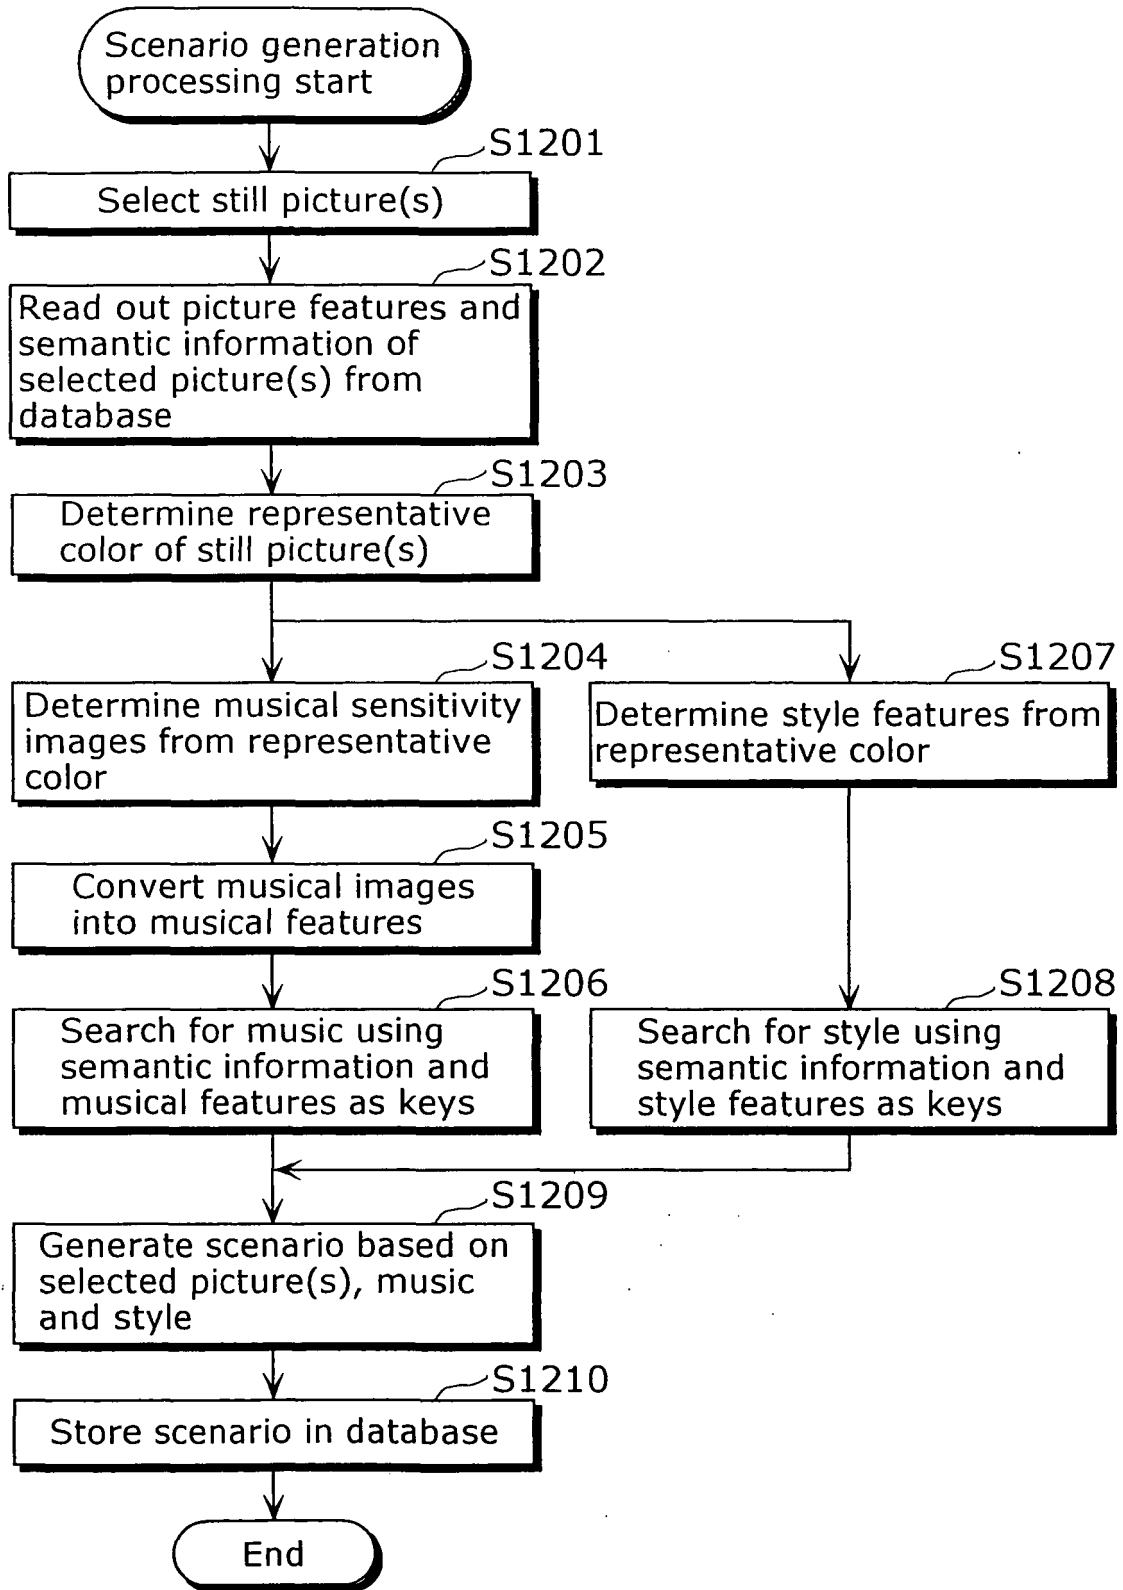 Scenario generation
processing start
S1201
Select still picture(s)
S1202
Read out picture features and
semantic information of
selected picture(s) from
database
S1203
Determine representative
color of still picture(s)
S1204
Determine musical sensitivity
images from representative
color
S1207
Determine style features from
representative color
S1205
Convert musical images
into musical features
S1206
Search for music using
semantic information and
musical features as keys
S1208
Search for style using
semantic information and
style features as keys
S1209
Generate scenario based on
selected picture(s), music
and style
S1210
Store scenario in database
End